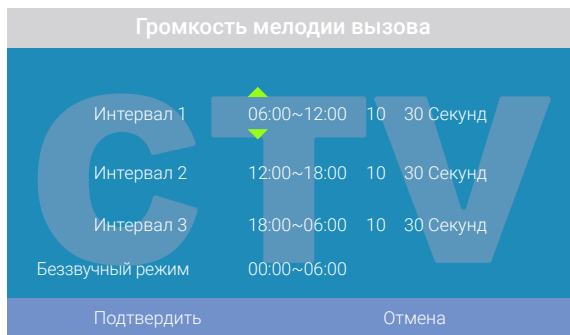 Громкость мелодии вызова
CTV
Интервал 1 06:00~12:00 10 30 Секунд
Интервал 2 12:00~18:00 10 30 Секунд
Интервал 3 18:00~06:00 10 30 Секунд
Беззвучный режим 00:00~06:00
Подтвердить Отмена